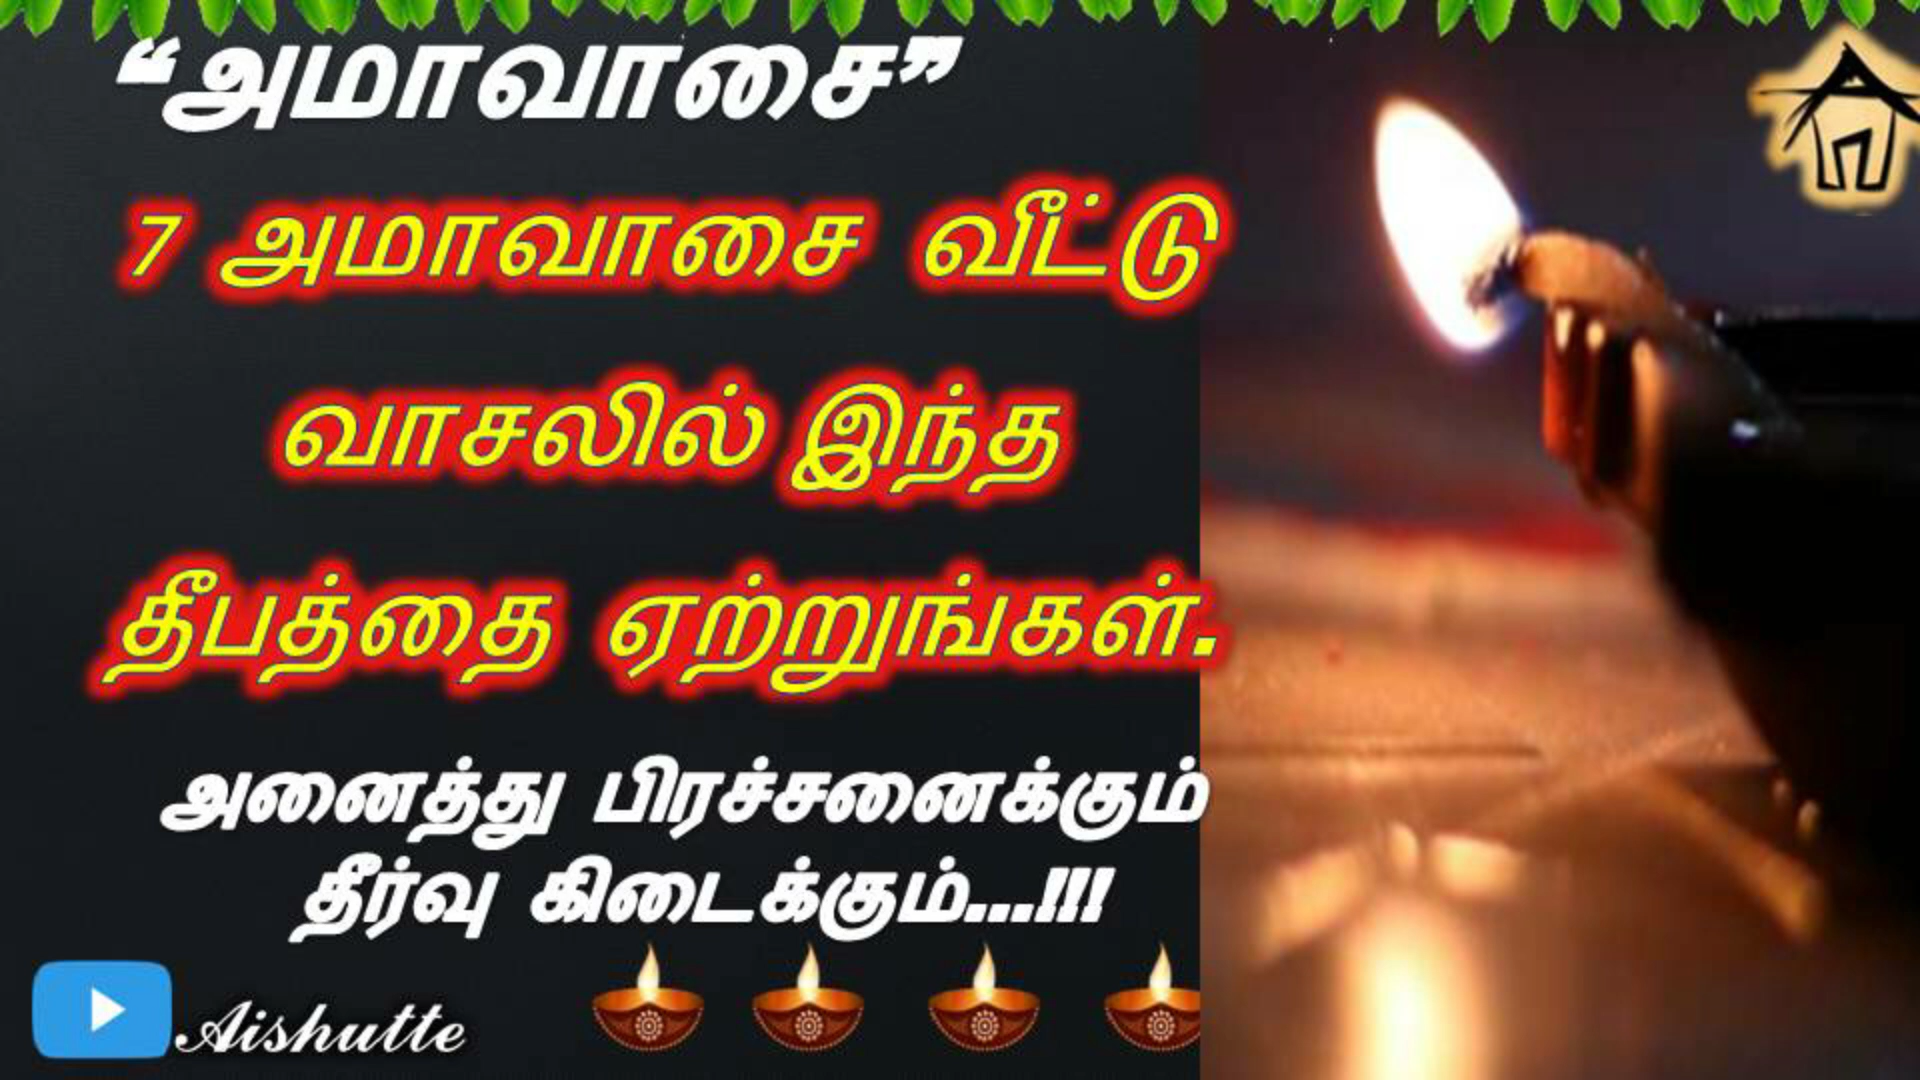 “அமாவாசை”
7 அமாவாசை வீட்டு
வாசலில் இந்த
தீபத்தை ஏற்றுங்கள்.
அனைத்து பிரச்சனைக்கும்
தீர்வு கிடைக்கும்...!!!
Aishutte